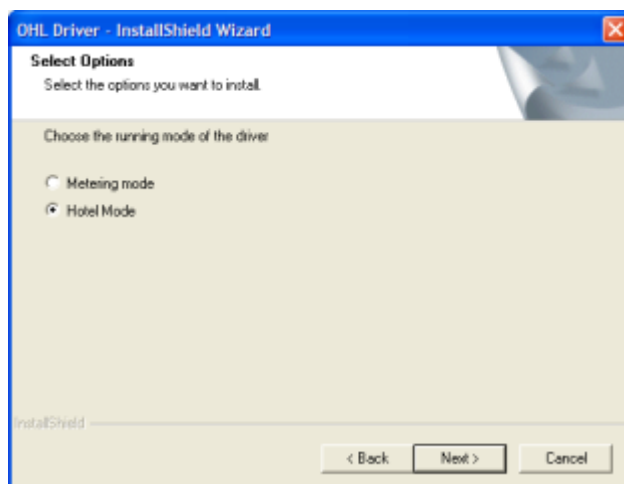 OHL Driver - InstallShield Wizard
Select Options
Select the options you want to install.
Choose the running mode of the driver
Metering mode
Hotel Mode
InstallShield
< Back Next > Cancel